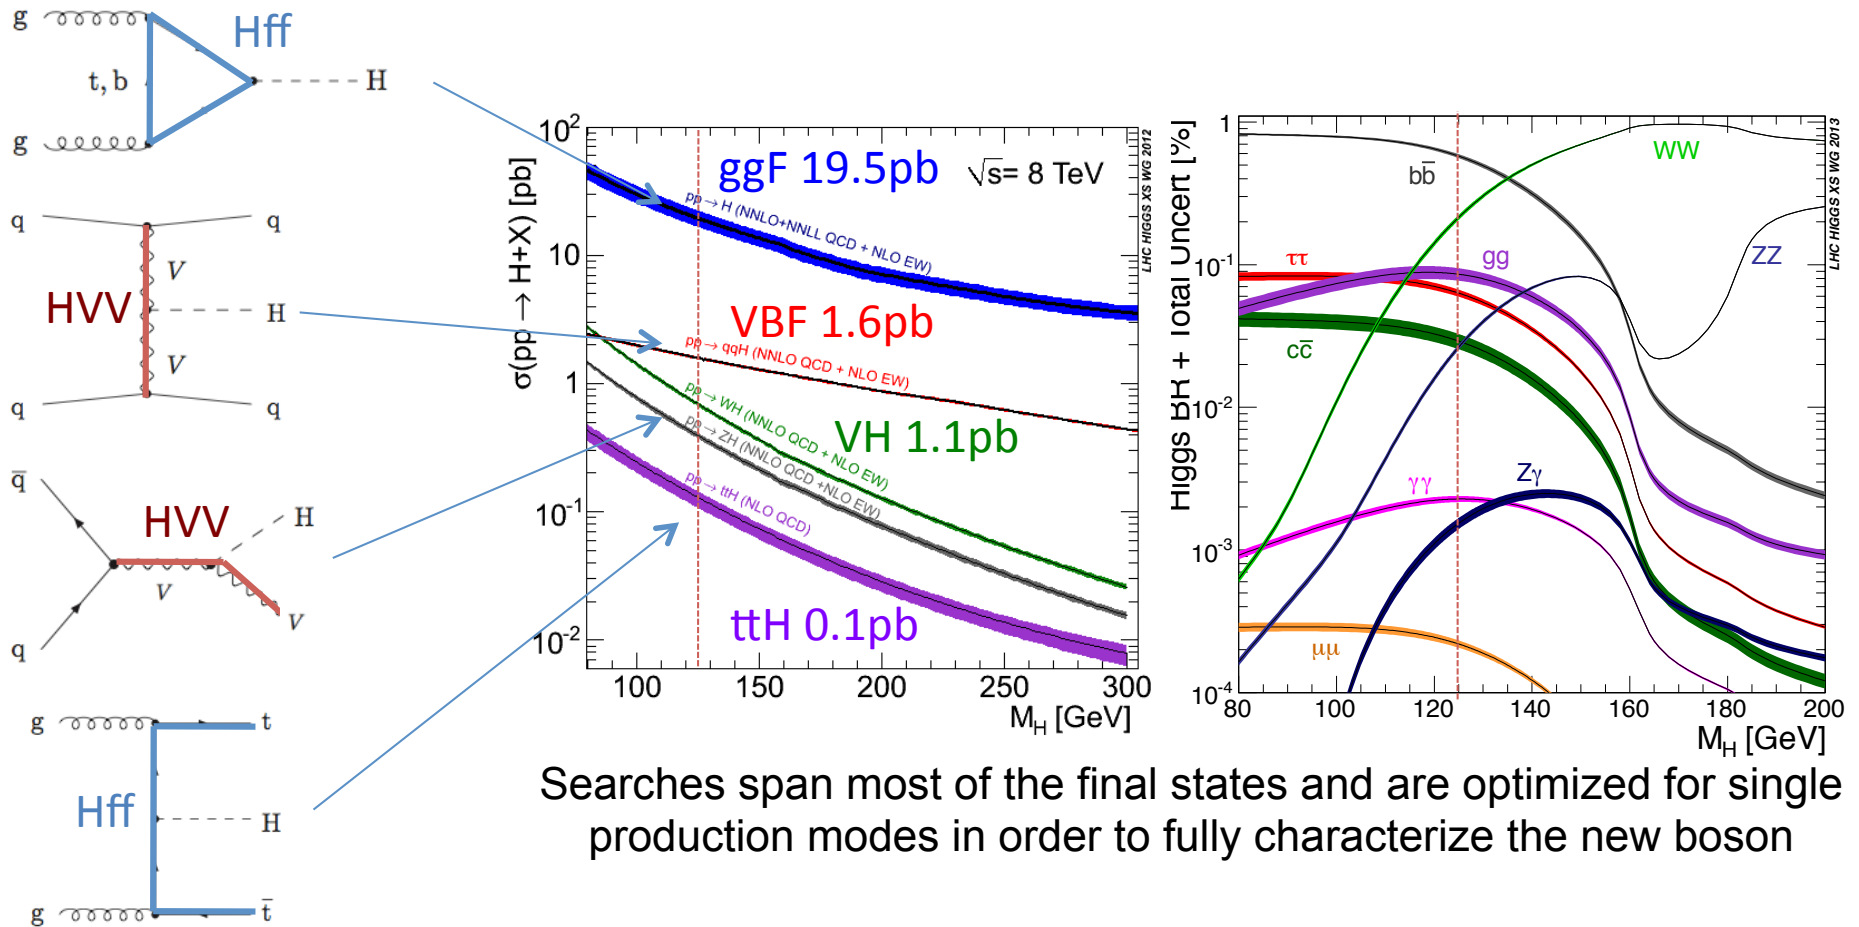 g
Hff
t, b
H
g
q
q
V
HVV
H
V
q
q
q̅
HVV
H
V
V
q
g
t
Hff
H
g
t̅
σ(pp → H+X) [pb]
10²
10
1
10⁻¹
10⁻²
ggF 19.5pb
√s= 8 TeV
pp → H (NNLO+NNLL QCD + NLO EW)
VBF 1.6pb
pp → qqH (NNLO QCD + NLO EW)
pp → WH (NNLO QCD + NLO EW)
VH 1.1pb
pp → ZH (NNLO QCD +NLO EW)
pp → ttH (NLO QCD)
ttH 0.1pb
LHC HIGGS XS WG 2012
100 150 200 250 300
M_H [GeV]
Higgs BR + Total Uncert [%]
1
10⁻¹
10⁻²
10⁻³
10⁻⁴
WW
bb̅
ττ
gg
ZZ
cc̅
γγ
Zγ
μμ
LHC HIGGS XS WG 2013
80 100 120 140 160 180 200
M_H [GeV]
Searches span most of the final states and are optimized for single
production modes in order to fully characterize the new boson